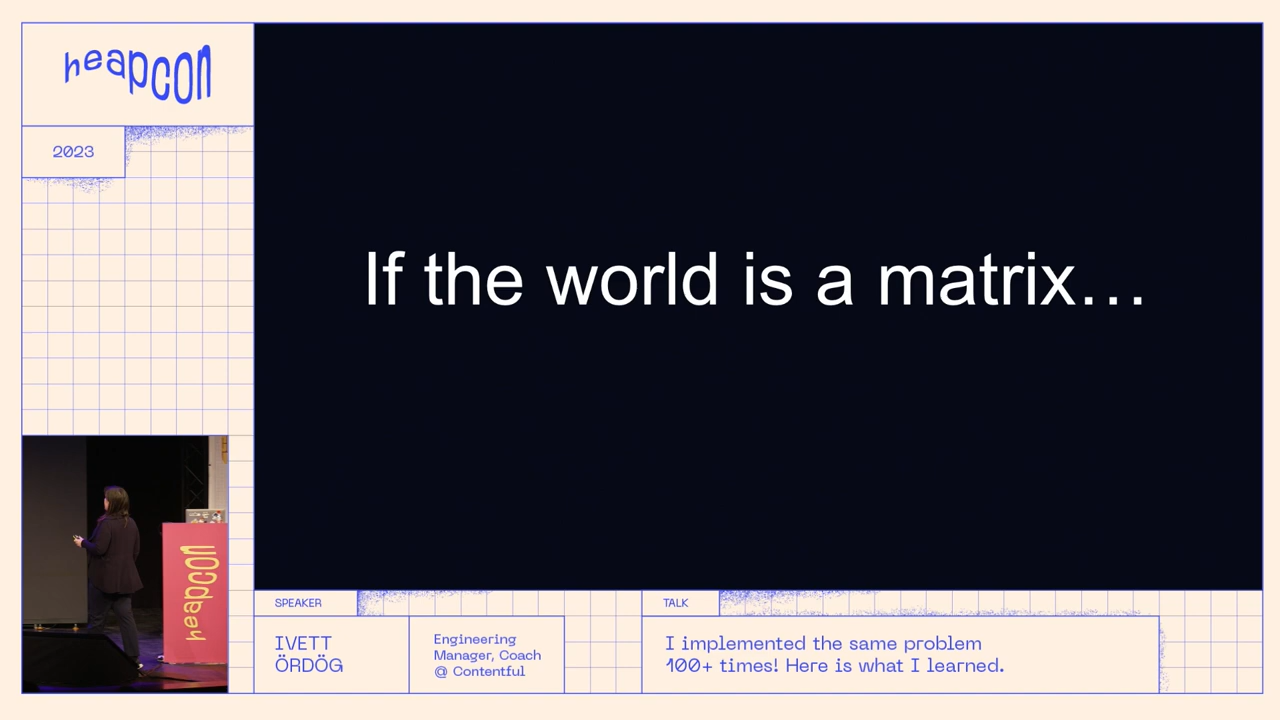 heapcon
2023
If the world is a matrix…
heapcon
SPEAKER
IVETT
ÖRDÖG
Engineering
Manager, Coach
@ Contentful
TALK
I implemented the same problem
100+ times! Here is what I learned.